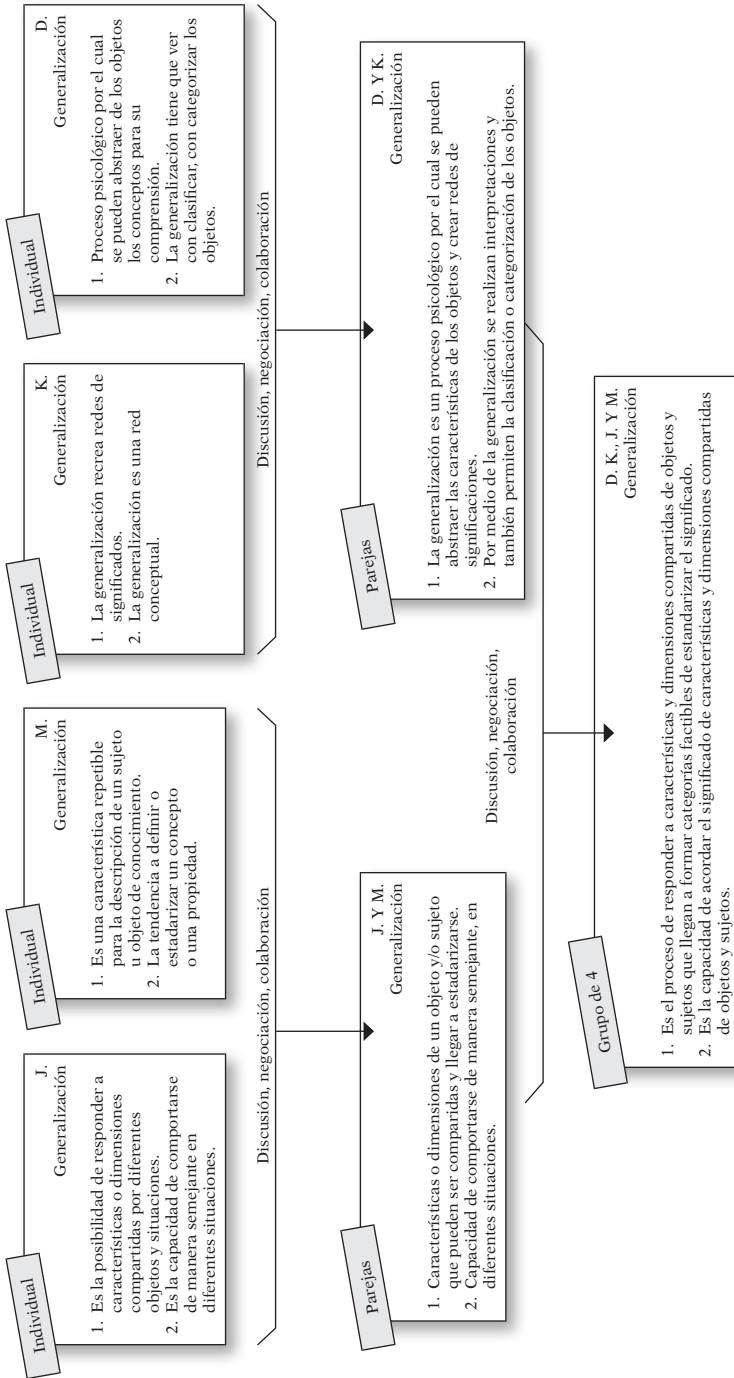 Individual
J.
Generalización
1. Es la posibilidad de responder a
características o dimensiones
compartidas por diferentes
objetos y situaciones.
2. Es la capacidad de comportarse
de manera semejante en
diferentes situaciones.
Individual
M.
Generalización
1. Es una característica repetible
para la descripción de un sujeto
u objeto de conocimiento.
2. La tendencia a definir o
estadarizar un concepto
o una propiedad.
Individual
K.
Generalización
1. La generalización recrea redes de
significados.
2. La generalización es una red
conceptual.
Individual
D.
Generalización
1. Proceso psicológico por el cual
se pueden abstraer de los objetos
los conceptos para su
comprensión.
2. La generalización tiene que ver
con clasificar, con categorizar los
objetos.
Discusión, negociación, colaboración
Discusión, negociación, colaboración
Parejas
J. Y M.
Generalización
1. Características o dimensiones de un objeto y/o sujeto
que pueden ser comparidas y llegar a estadarizarse.
2. Capacidad de comportarse de manera semejante, en
diferentes situaciones.
Parejas
D. Y K.
Generalización
1. La generalización es un proceso psicológico por el cual se pueden
abstraer las características de los objetos y crear redes de
significaciones.
2. Por medio de la generalización se realizan interpretaciones y
también permiten la clasificación o categorización de los objetos.
Discusión, negociación,
colaboración
Grupo de 4
D. K., J. Y M.
Generalización
1. Es el proceso de responder a características y dimensiones compartidas de objetos y
sujetos que llegan a formar categorías factibles de estandarizar el significado.
2. Es la capacidad de acordar el significado de características y dimensiones compartidas
de objetos y sujetos.